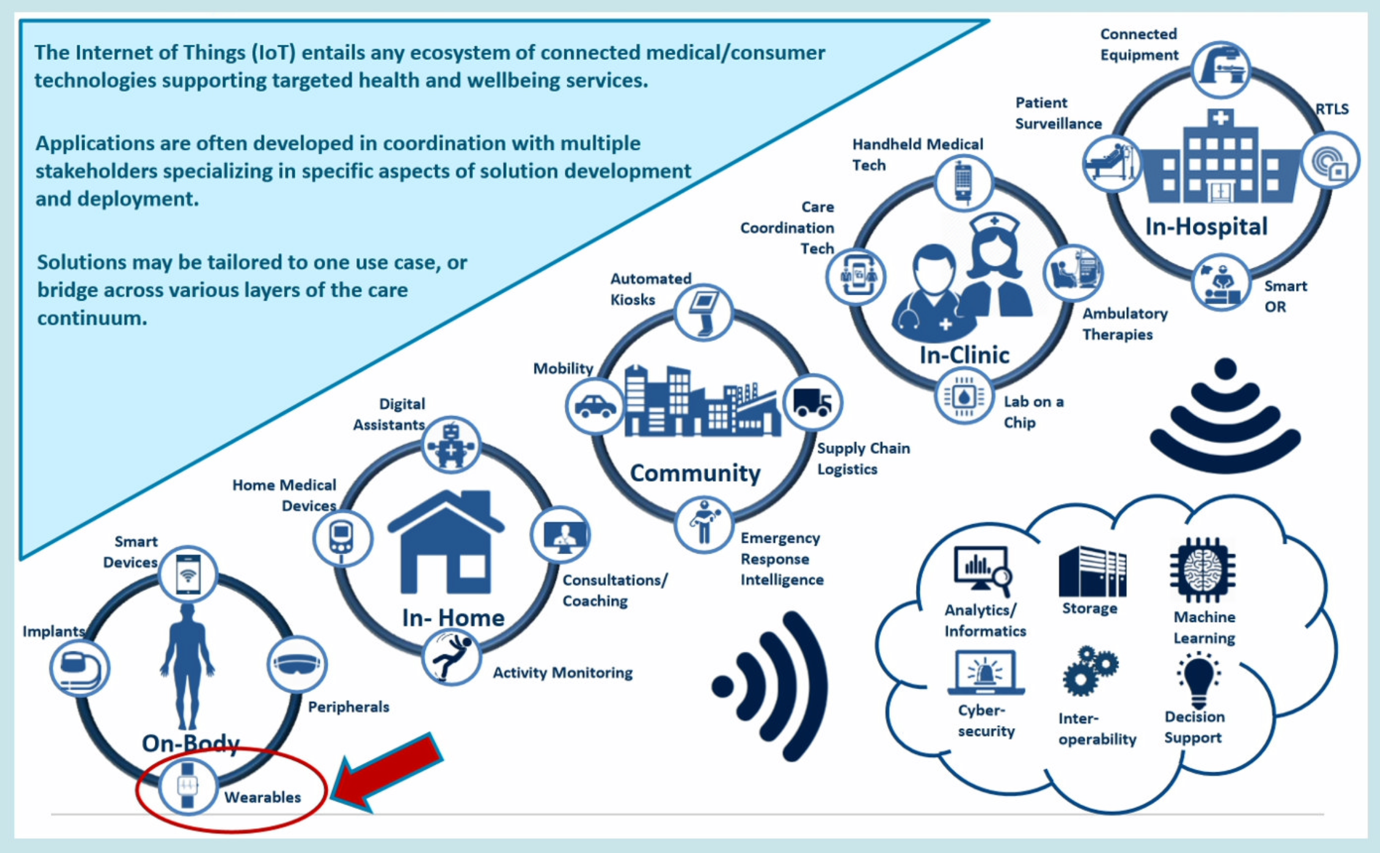 The Internet of Things (IoT) entails any ecosystem of connected medical/consumer
technologies supporting targeted health and wellbeing services.
Applications are often developed in coordination with multiple
stakeholders specializing in specific aspects of solution development
and deployment.
Solutions may be tailored to one use case, or
bridge across various layers of the care
continuum.
Connected
Equipment
Patient
Surveillance
RTLS
In-Hospital
Smart
OR
Handheld Medical
Tech
Care
Coordination
Tech
In-Clinic
Ambulatory
Therapies
Lab on a
Chip
Automated
Kiosks
Mobility
Community
Supply Chain
Logistics
Emergency
Response
Intelligence
Digital
Assistants
Home Medical
Devices
In- Home
Consultations/
Coaching
Activity Monitoring
Smart
Devices
Implants
Peripherals
On-Body
Wearables
Analytics/
Informatics
Storage
Machine
Learning
Cyber-
security
Inter-
operability
Decision
Support